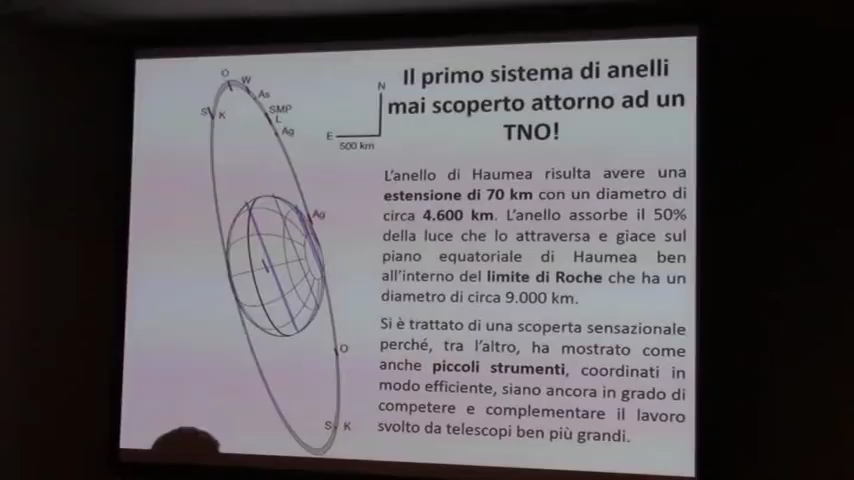 Il primo sistema di anelli
mai scoperto attorno ad un
TNO!
L'anello di Haumea risulta avere una
estensione di 70 km con un diametro di
circa 4.600 km. L'anello assorbe il 50%
della luce che lo attraversa e giace sul
piano equatoriale di Haumea ben
all'interno del limite di Roche che ha un
diametro di circa 9.000 km.
Si è trattato di una scoperta sensazionale
perché, tra l'altro, ha mostrato come
anche piccoli strumenti, coordinati in
modo efficiente, siano ancora in grado di
competere e complementare il lavoro
svolto da telescopi ben più grandi.
O
W
As
S K
SMP
L
Ag
N
E
500 km
Ag
O
S K